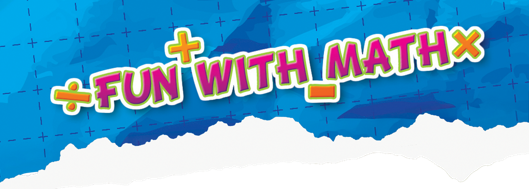 ÷ FUN + WITH - MATH ×